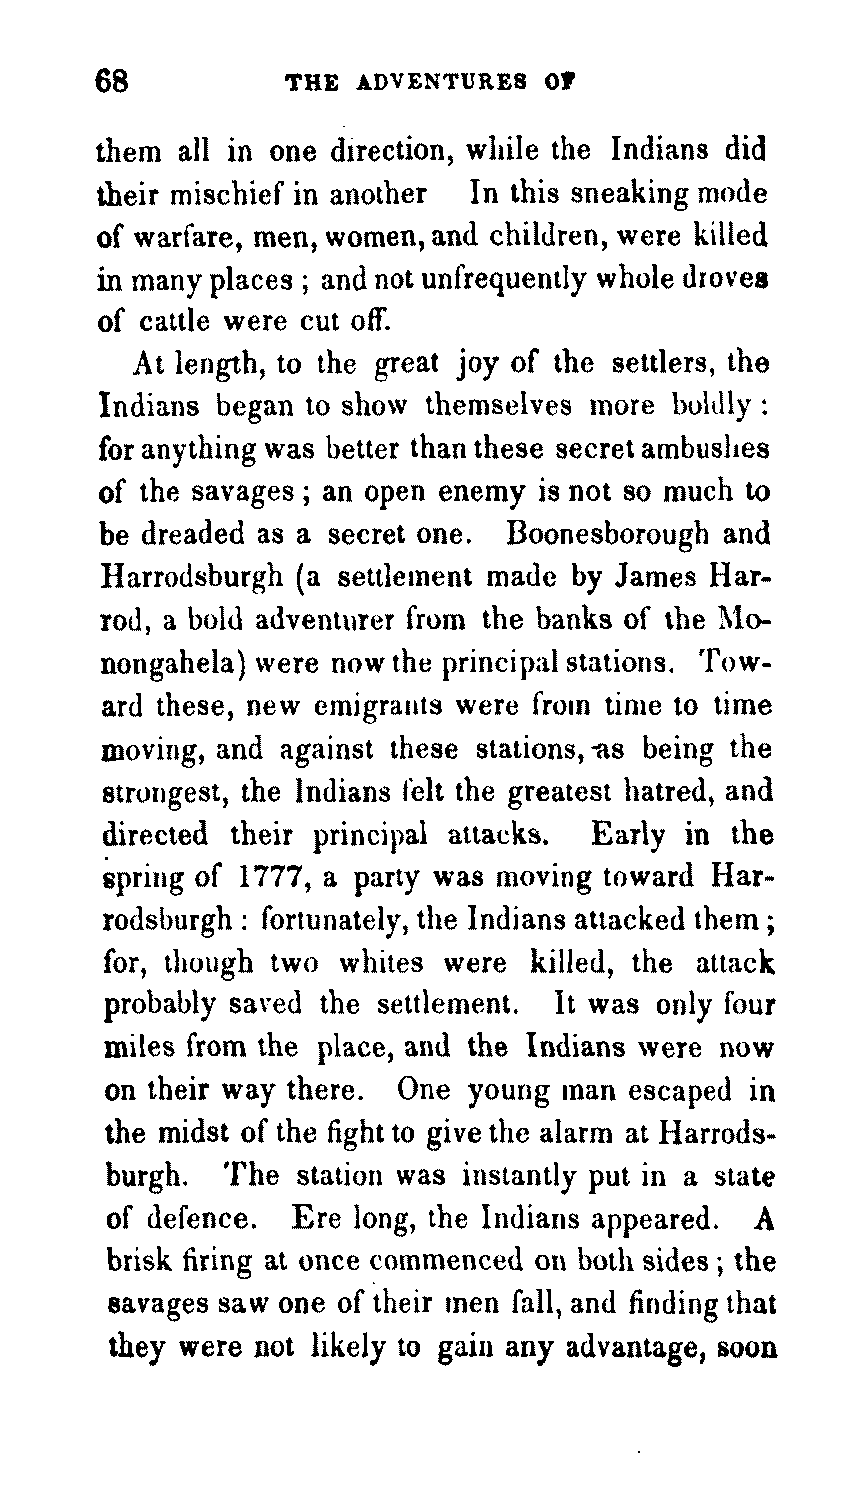 68 THE ADVENTURES OF
them all in one direction, while the Indians did
their mischief in another In this sneaking mode
of warfare, men, women, and children, were killed
in many places ; and not unfrequently whole droves
of cattle were cut off.
At length, to the great joy of the settlers, the
Indians began to show themselves more boldly :
for anything was better than these secret ambushes
of the savages ; an open enemy is not so much to
be dreaded as a secret one. Boonesborough and
Harrodsburgh (a settlement made by James Har-
rod, a bold adventurer from the banks of the Mo-
nongahela) were now the principal stations. Tow-
ard these, new emigrants were from time to time
moving, and against these stations, as being the
strongest, the Indians felt the greatest hatred, and
directed their principal attacks. Early in the
spring of 1777, a party was moving toward Har-
rodsburgh : fortunately, the Indians attacked them ;
for, though two whites were killed, the attack
probably saved the settlement. It was only four
miles from the place, and the Indians were now
on their way there. One young man escaped in
the midst of the fight to give the alarm at Harrods-
burgh. The station was instantly put in a state
of defence. Ere long, the Indians appeared. A
brisk firing at once commenced on both sides ; the
savages saw one of their men fall, and finding that
they were not likely to gain any advantage, soon